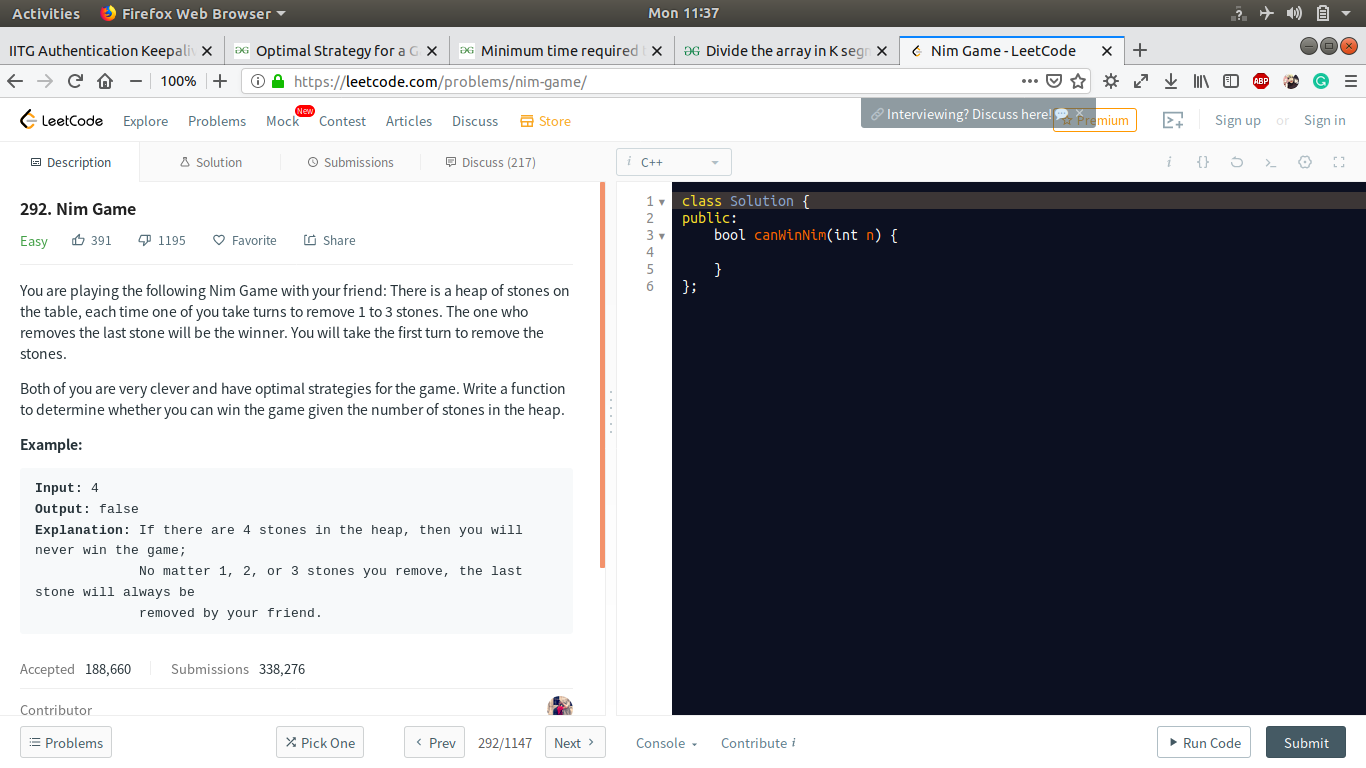 Activities Firefox Web Browser Mon 11:37
IITG Authentication Keepali Optimal Strategy for a G Minimum time required Divide the array in K segm Nim Game - LeetCode
100% https://leetcode.com/problems/nim-game/ ABP
LeetCode Explore Problems Mock New Contest Articles Discuss Store Interviewing? Discuss here! Premium Sign up or Sign in
Description Solution Submissions Discuss (217) i C++
292. Nim Game
Easy 391 1195 Favorite Share
You are playing the following Nim Game with your friend: There is a heap of stones on
the table, each time one of you take turns to remove 1 to 3 stones. The one who
removes the last stone will be the winner. You will take the first turn to remove the
stones.
Both of you are very clever and have optimal strategies for the game. Write a function
to determine whether you can win the game given the number of stones in the heap.
Example:
Input: 4
Output: false
Explanation: If there are 4 stones in the heap, then you will
never win the game;
No matter 1, 2, or 3 stones you remove, the last
stone will always be
removed by your friend.
Accepted 188,660 Submissions 338,276
Contributor
1 class Solution {
2 public:
3 bool canWinNim(int n) {
4
5 }
6 };
Problems Pick One Prev 292/1147 Next Console Contribute i Run Code Submit